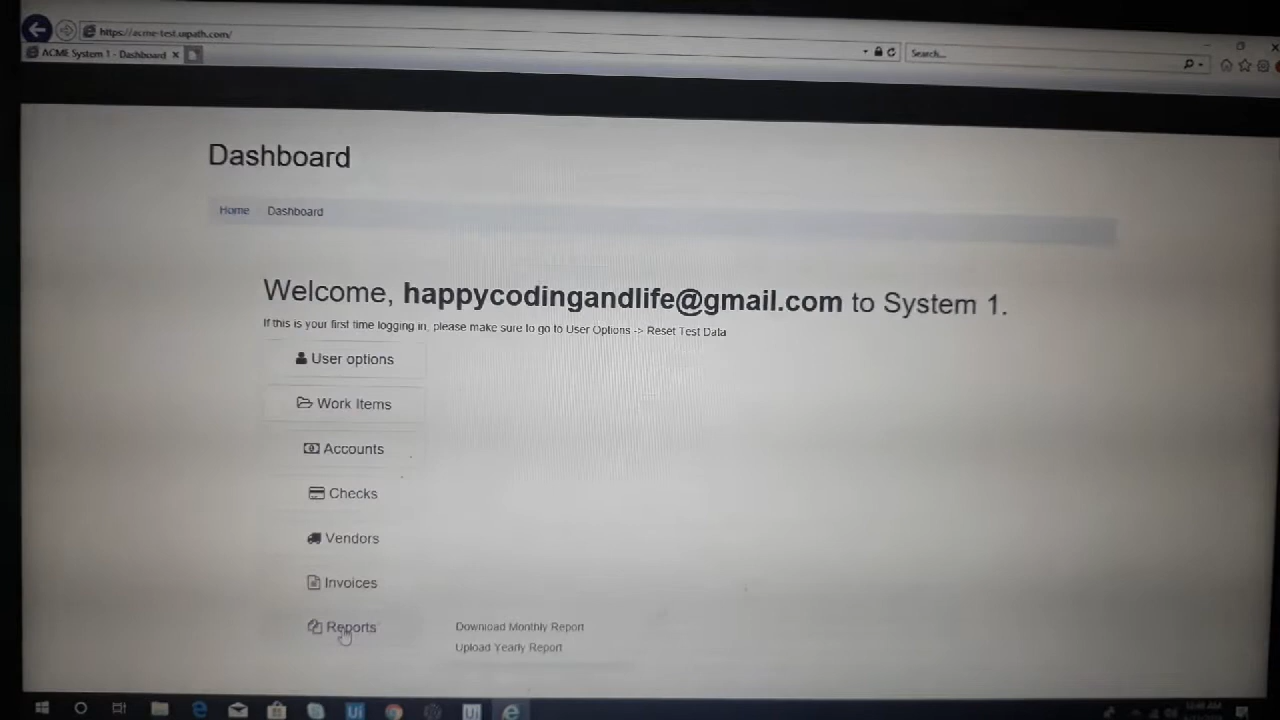 https://acme-test.uipath.com/
Search...
ACME System 1 - Dashboard
Dashboard
Home Dashboard
Welcome, happycodingandlife@gmail.com to System 1.
If this is your first time logging in, please make sure to go to User Options -> Reset Test Data
User options
Work Items
Accounts
Checks
Vendors
Invoices
Reports
Download Monthly Report
Upload Yearly Report
Ui
UI